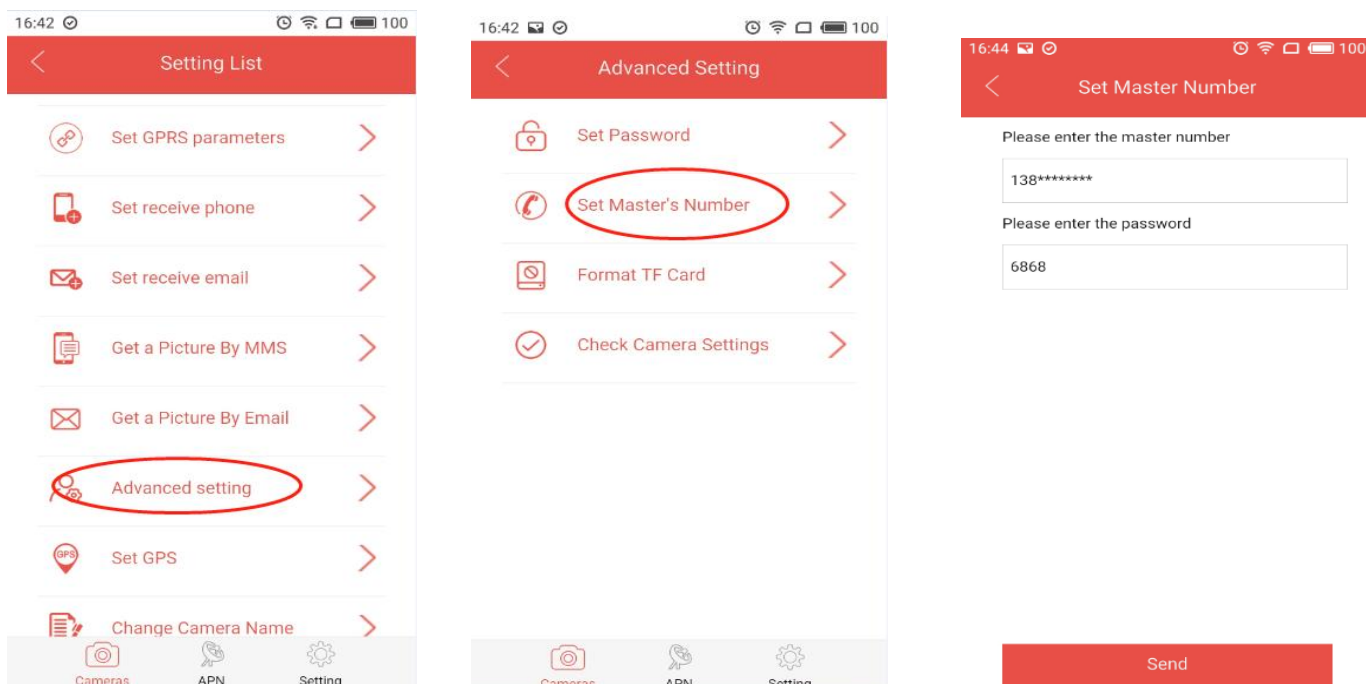 16:42
100
Setting List
Set GPRS parameters
Set receive phone
Set receive email
Get a Picture By MMS
Get a Picture By Email
Advanced setting
GPS
Set GPS
Change Camera Name
Cameras
APN
Setting
16:42
100
Advanced Setting
Set Password
Set Master's Number
Format TF Card
Check Camera Settings
Cameras
APN
Setting
16:44
100
Set Master Number
Please enter the master number
138********
Please enter the password
6868
Send